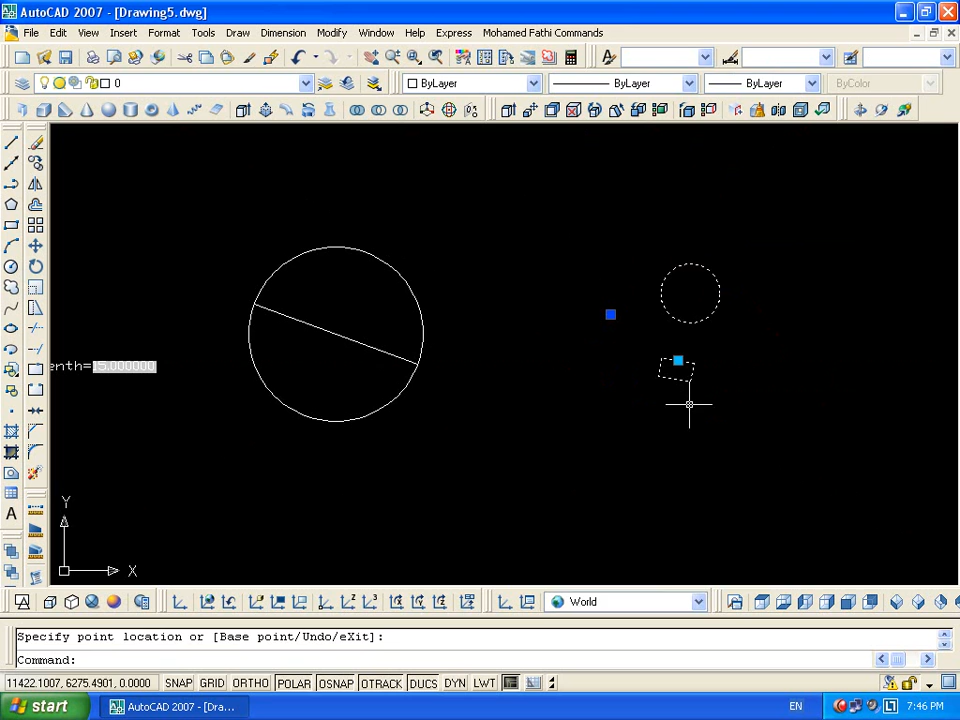 AutoCAD 2007 - [Drawing5.dwg]
File Edit View Insert Format Tools Draw Dimension Modify Window Help Express Mohamed Fathi Commands
0 ByLayer ByLayer ByLayer ByColor
enth=15.000000
Y
X
A
World
Specify point location or [Base point/Undo/eXit]:
Command:
11422.1007, 6275.4901, 0.0000 SNAP GRID ORTHO POLAR OSNAP OTRACK DUCS DYN LWT
start AutoCAD 2007 - [Dra... EN 7:46 PM